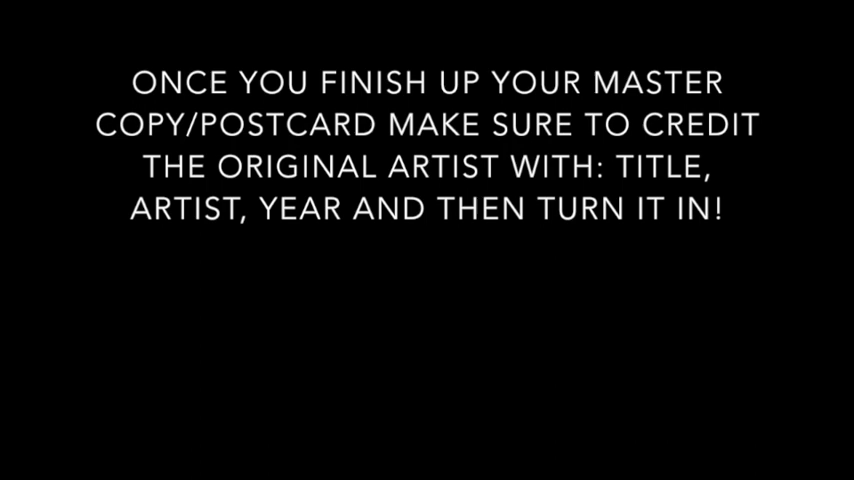 ONCE YOU FINISH UP YOUR MASTER
COPY/POSTCARD MAKE SURE TO CREDIT
THE ORIGINAL ARTIST WITH: TITLE,
ARTIST, YEAR AND THEN TURN IT IN!